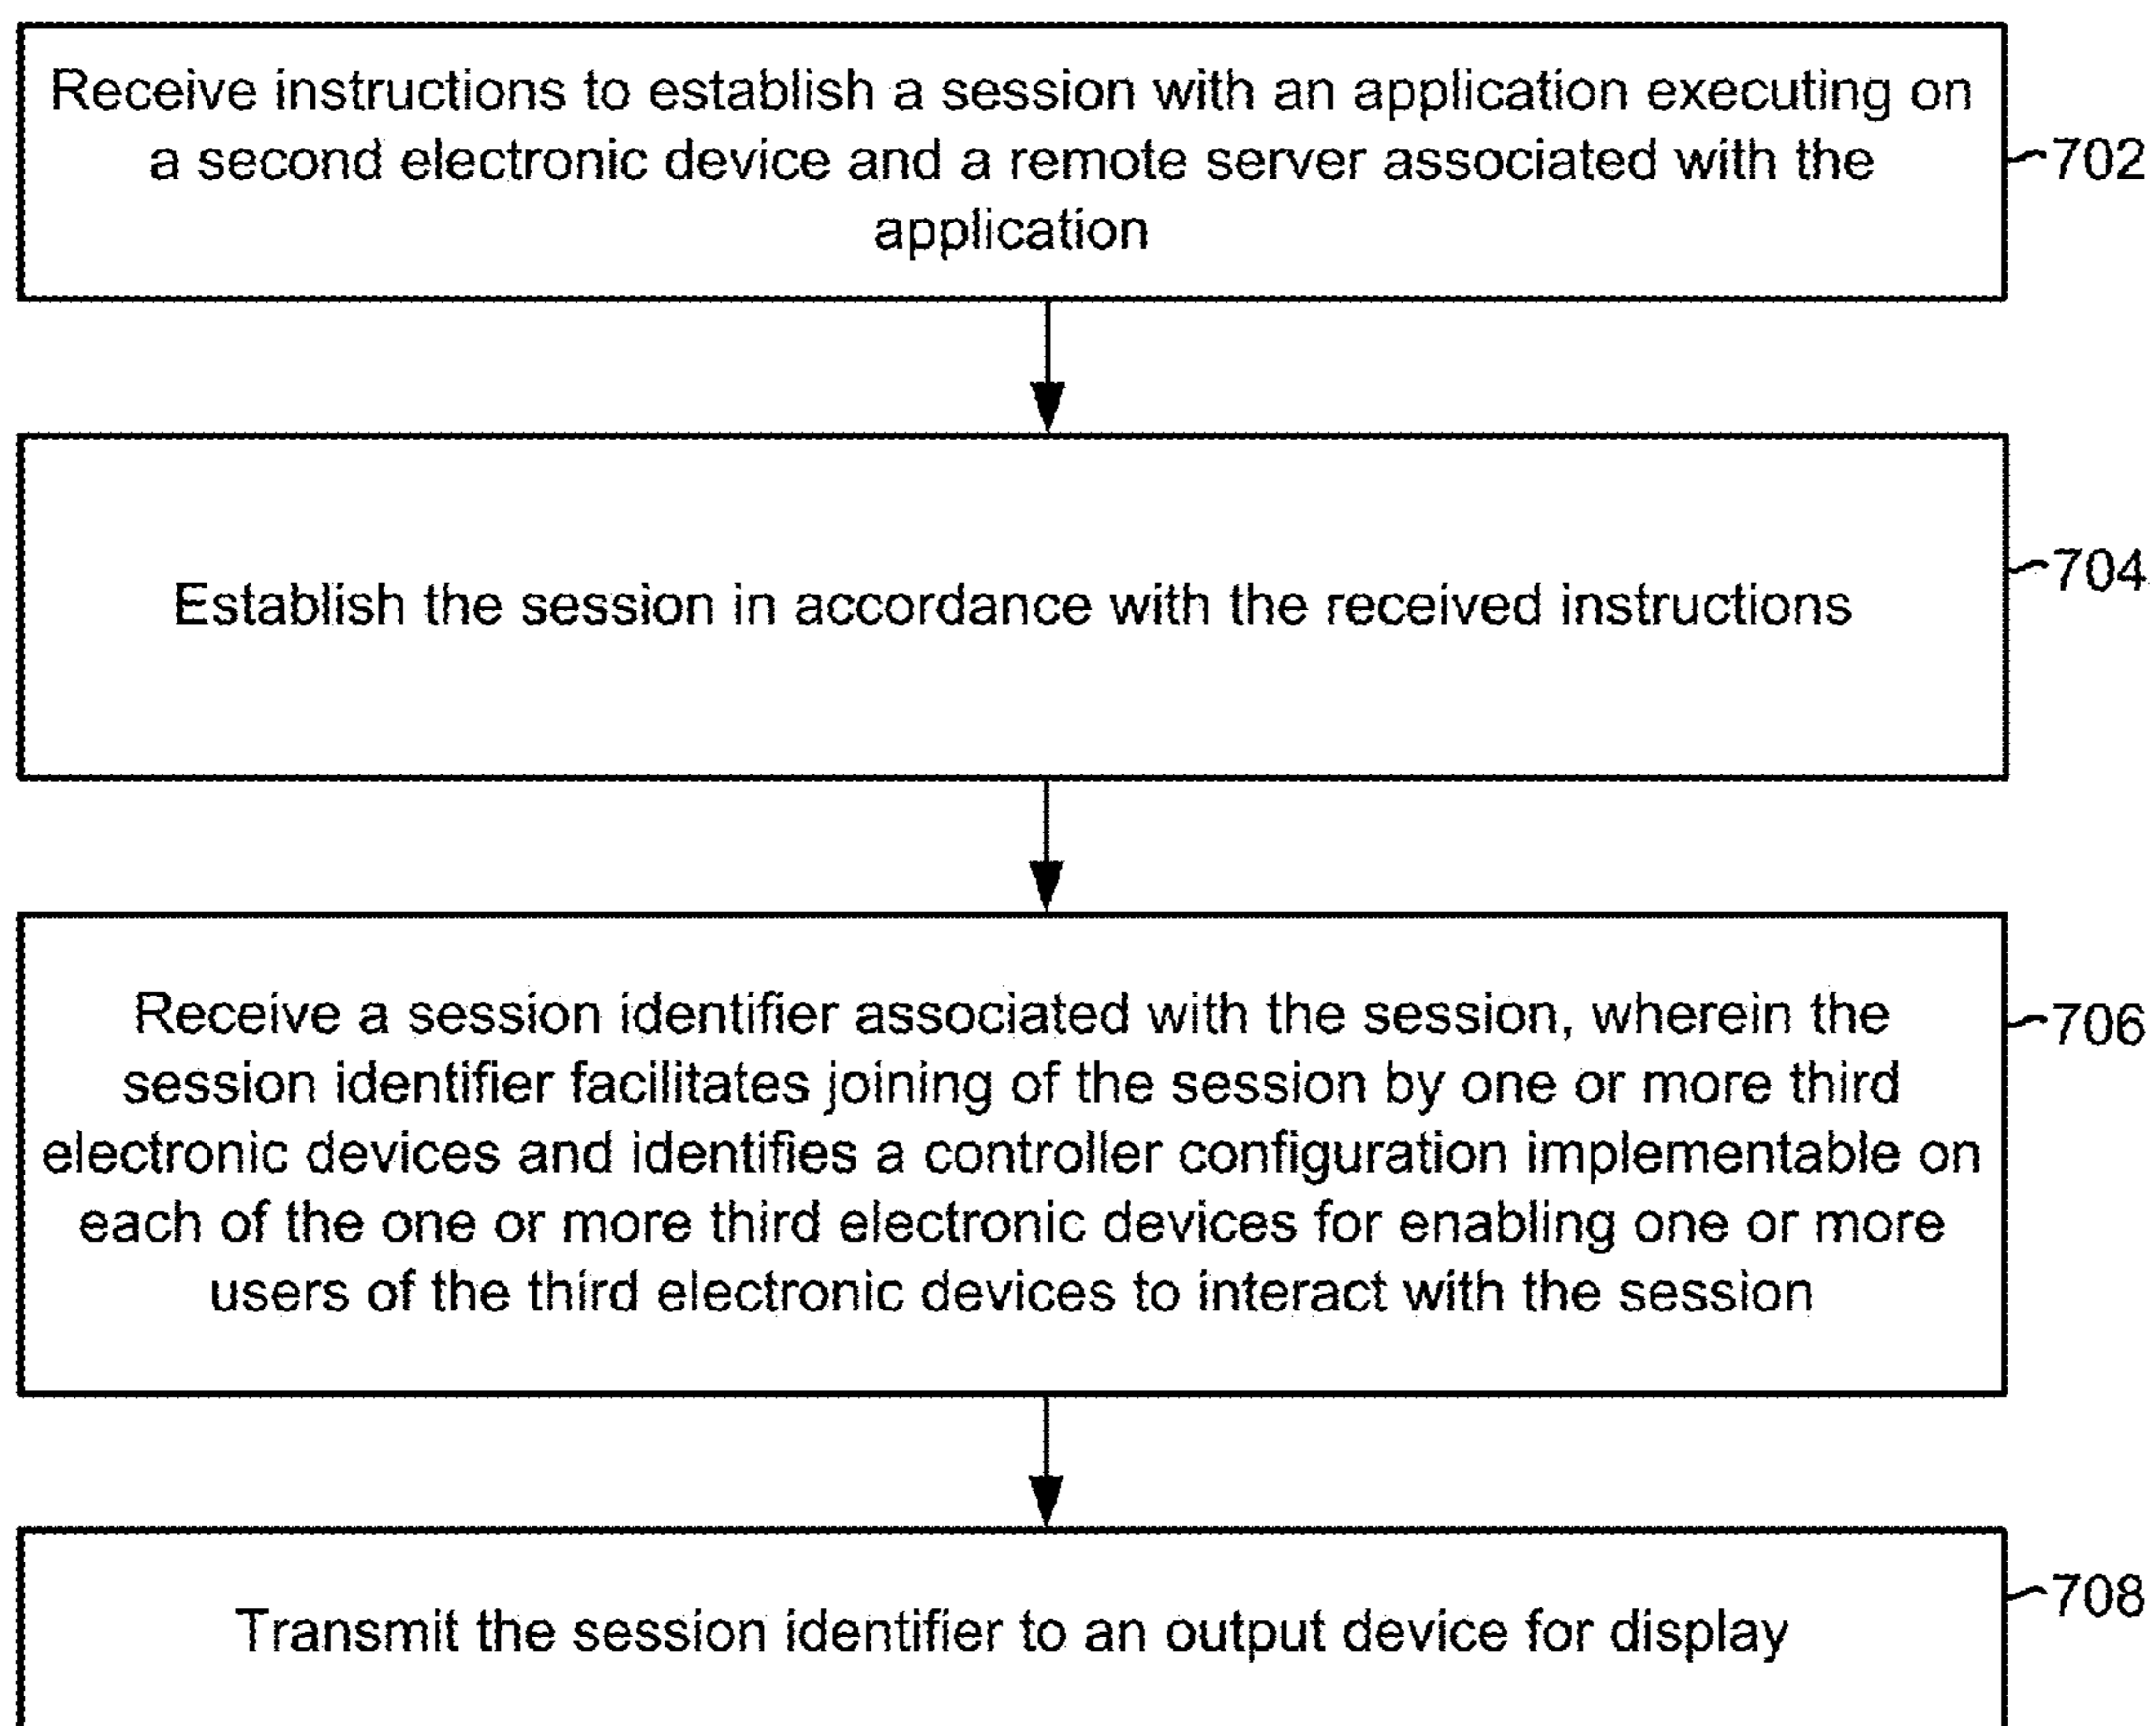 Receive instructions to establish a session with an application executing on
a second electronic device and a remote server associated with the
application
702
Establish the session in accordance with the received instructions
704
Receive a session identifier associated with the session, wherein the
session identifier facilitates joining of the session by one or more third
electronic devices and identifies a controller configuration implementable on
each of the one or more third electronic devices for enabling one or more
users of the third electronic devices to interact with the session
706
Transmit the session identifier to an output device for display
708